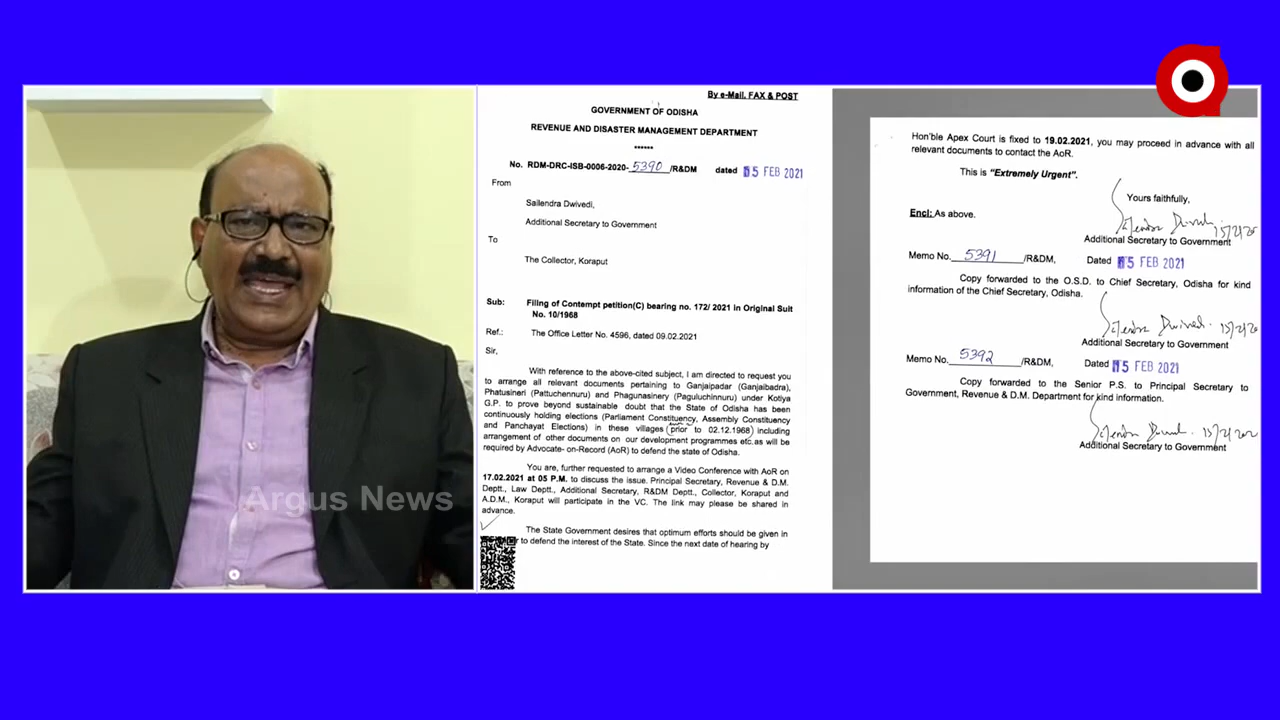 Argus News
By e-Mail, FAX & POST
GOVERNMENT OF ODISHA
REVENUE AND DISASTER MANAGEMENT DEPARTMENT
******
No. RDM-DRC-ISB-0006-2020-5390/R&DM dated 15 FEB 2021
From
Sailendra Dwivedi,
Additional Secretary to Government
To
The Collector, Koraput
Sub: Filing of Contempt petition(C) bearing no. 172/ 2021 in Original Suit
No. 10/1968
Ref.: The Office Letter No. 4596, dated 09.02.2021
Sir,
With reference to the above-cited subject, I am directed to request you
to arrange all relevant documents pertaining to Ganjaipadar (Ganjaibadra),
Phatusineri (Pattuchennuru) and Phagunasinery (Paguluchinnuru) under Kotiya
G.P. to prove beyond sustainable doubt that the State of Odisha has been
continuously holding elections (Parliament Constituency, Assembly Constituency
and Panchayat Elections) in these villages (prior to 02.12.1968) including
arrangement of other documents on our development programmes etc.as will be
required by Advocate- on-Record (AoR) to defend the state of Odisha.
You are, further requested to arrange a Video Conference with AoR on
17.02.2021 at 05 P.M. to discuss the issue. Principal Secretary, Revenue & D.M.
Deptt., Law Deptt., Additional Secretary, R&DM Deptt., Collector, Koraput and
A.D.M., Koraput will participate in the VC. The link may please be shared in
advance.
The State Government desires that optimum efforts should be given in
to defend the interest of the State. Since the next date of hearing by
Hon'ble Apex Court is fixed to 19.02.2021, you may proceed in advance with all
relevant documents to contact the AoR.
This is "Extremely Urgent".
Yours faithfully,
Encl: As above.
Additional Secretary to Government
Memo No. 5391 /R&DM, Dated 15 FEB 2021
Copy forwarded to the O.S.D. to Chief Secretary, Odisha for kind
information of the Chief Secretary, Odisha.
Additional Secretary to Government
Memo No. 5392 /R&DM, Dated 15 FEB 2021
Copy forwarded to the Senior P.S. to Principal Secretary to
Government, Revenue & D.M. Department for kind information.
Additional Secretary to Government